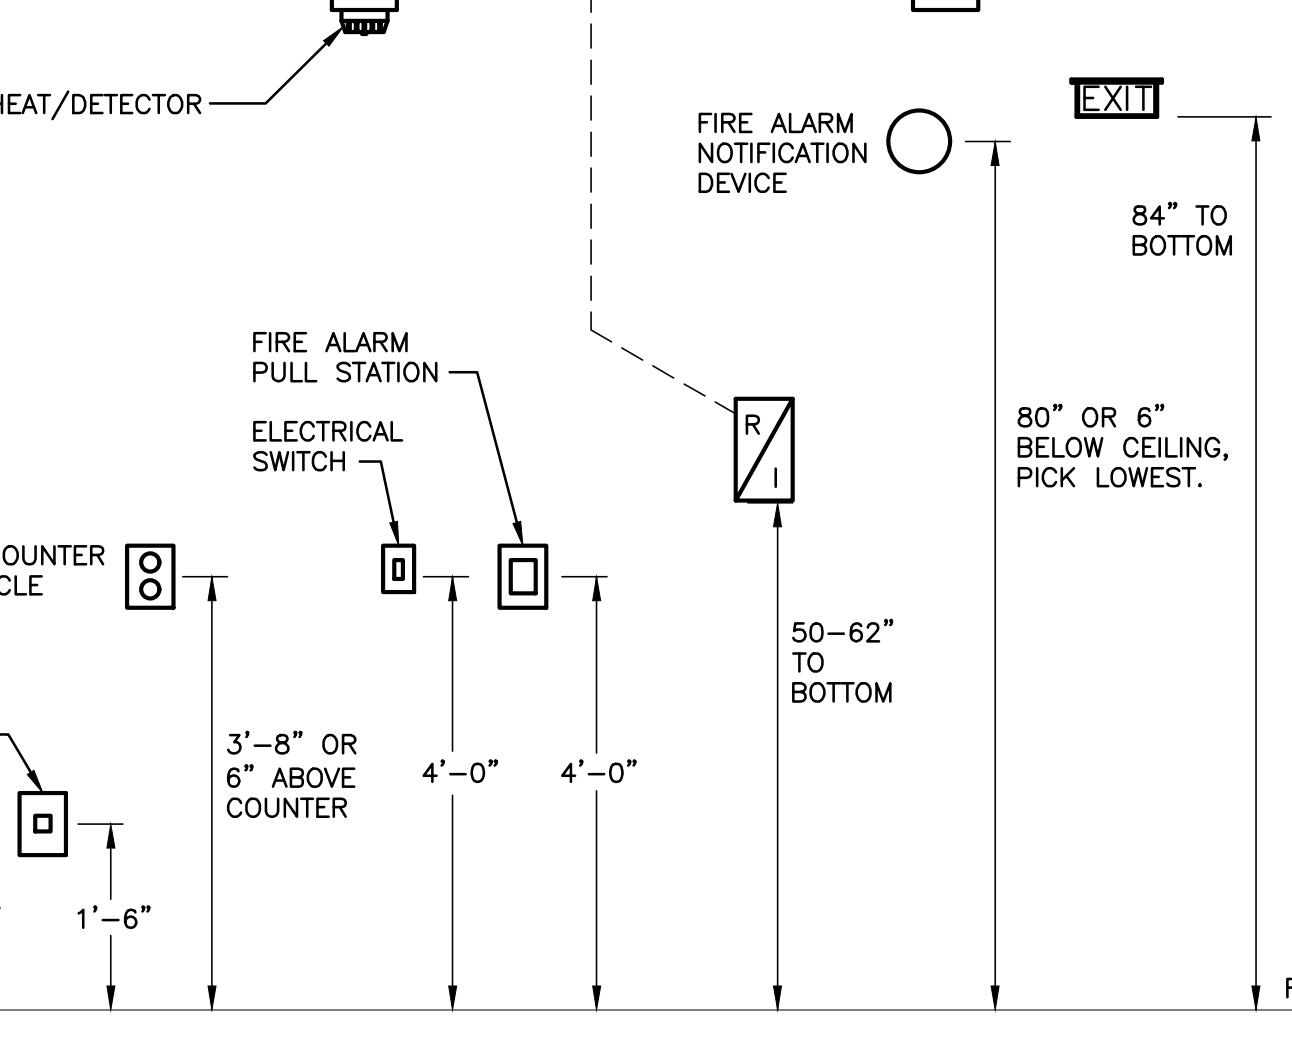 HEAT/DETECTOR
EXIT
FIRE ALARM
NOTIFICATION
DEVICE
84" TO
BOTTOM
FIRE ALARM
PULL STATION
ELECTRICAL
SWITCH
R
I
80" OR 6"
BELOW CEILING,
PICK LOWEST.
OUNTER
CLE
50-62"
TO
BOTTOM
3'-8" OR
6" ABOVE
COUNTER
4'-0"
4'-0"
1'-6"